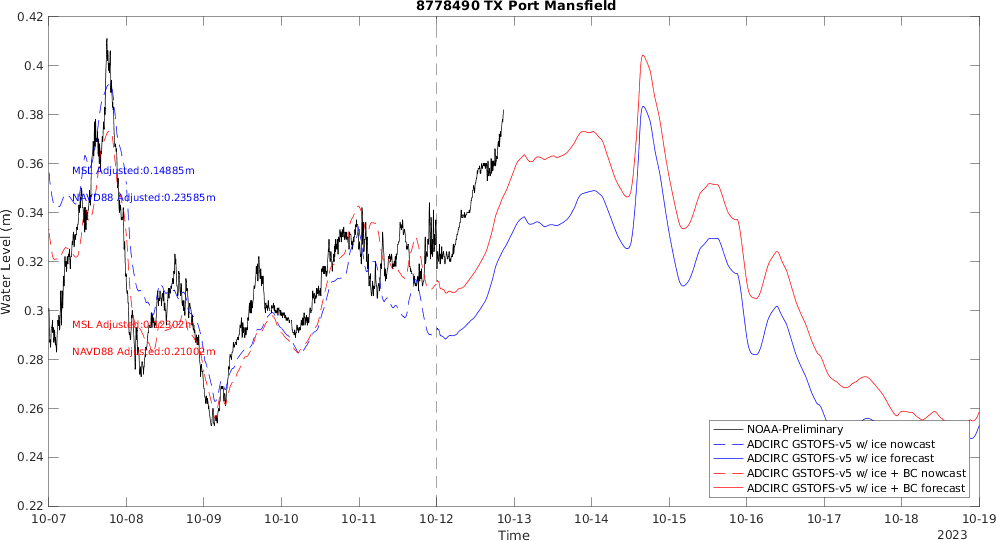 8778490 TX Port Mansfield
Water Level (m)
0.42
0.4
0.38
0.36
0.34
0.32
0.3
0.28
0.26
0.24
0.22
MSL Adjusted:0.14885m
NAVD88 Adjusted:0.23585m
MSL Adjusted:0.12302m
NAVD88 Adjusted:0.21002m
NOAA-Preliminary
ADCIRC GSTOFS-v5 w/ ice nowcast
ADCIRC GSTOFS-v5 w/ ice forecast
ADCIRC GSTOFS-v5 w/ ice + BC nowcast
ADCIRC GSTOFS-v5 w/ ice + BC forecast
10-07 10-08 10-09 10-10 10-11 10-12 10-13 10-14 10-15 10-16 10-17 10-18 10-19
Time
2023